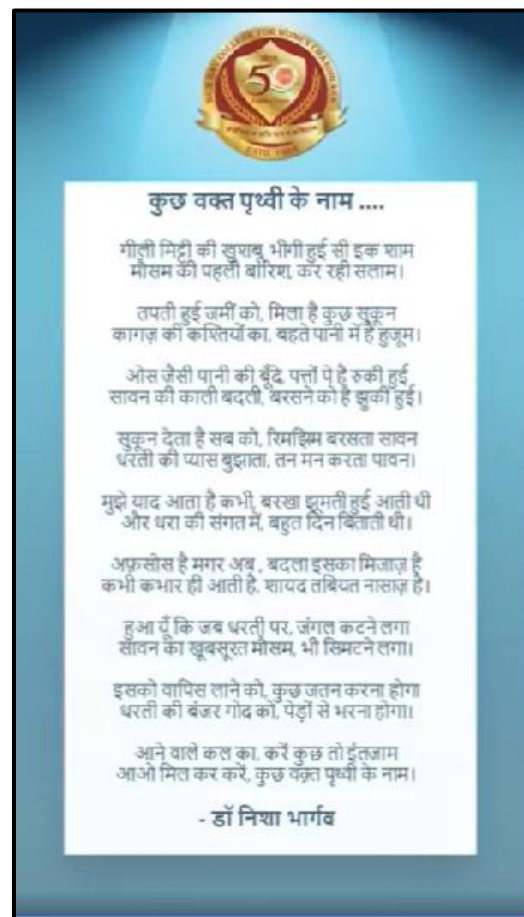 50
कुछ वक्त पृथ्वी के नाम ....
गीली मिट्टी की खुशबू, भीगी हुई सी इक शाम
मौसम की पहली बारिश, कर रही सलाम।
तपती हुई जमीं को, मिला है कुछ सुकून
कागज़ की कश्तियों का, बहते पानी में है हुजूम।
ओस जैसी पानी की बूँदें, पत्तों पे है रुकी हुई
सावन की काली बदली, बरसने को है झुकी हुई।
सुकून देता है सब को, रिमझिम बरसता सावन
धरती की प्यास बुझाता, तन मन करता पावन।
मुझे याद आता है कभी, बरखा झूमती हुई आती थी
और धरा की संगत में, बहुत दिन बिताती थी।
अफ़सोस है मगर अब , बदला इसका मिजाज़ है
कभी कभार ही आती है, शायद तबियत नासाज़ है।
हुआ यूँ कि जब धरती पर, जंगल कटने लगा
सावन का खूबसूरत मौसम, भी सिमटने लगा।
इसको वापिस लाने को, कुछ जतन करना होगा
धरती की बंजर गोद को, पेड़ों से भरना होगा।
आने वाले कल का, करें कुछ तो इंतजाम
आओ मिल कर करें, कुछ वक़्त पृथ्वी के नाम।
- डॉ निशा भार्गव